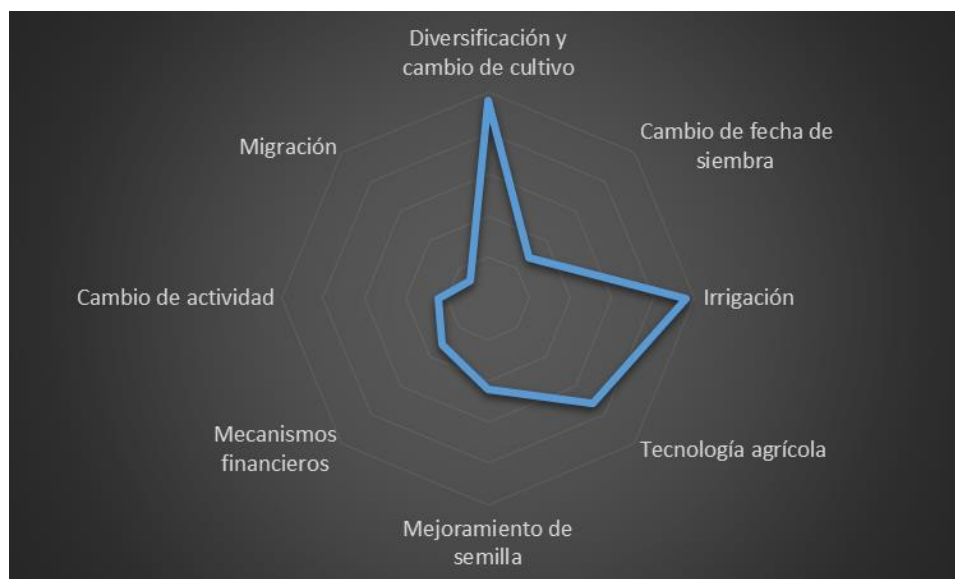 Diversificación y
cambio de cultivo
Cambio de fecha de
siembra
Irrigación
Tecnología agrícola
Mejoramiento de
semilla
Mecanismos
financieros
Cambio de actividad
Migración